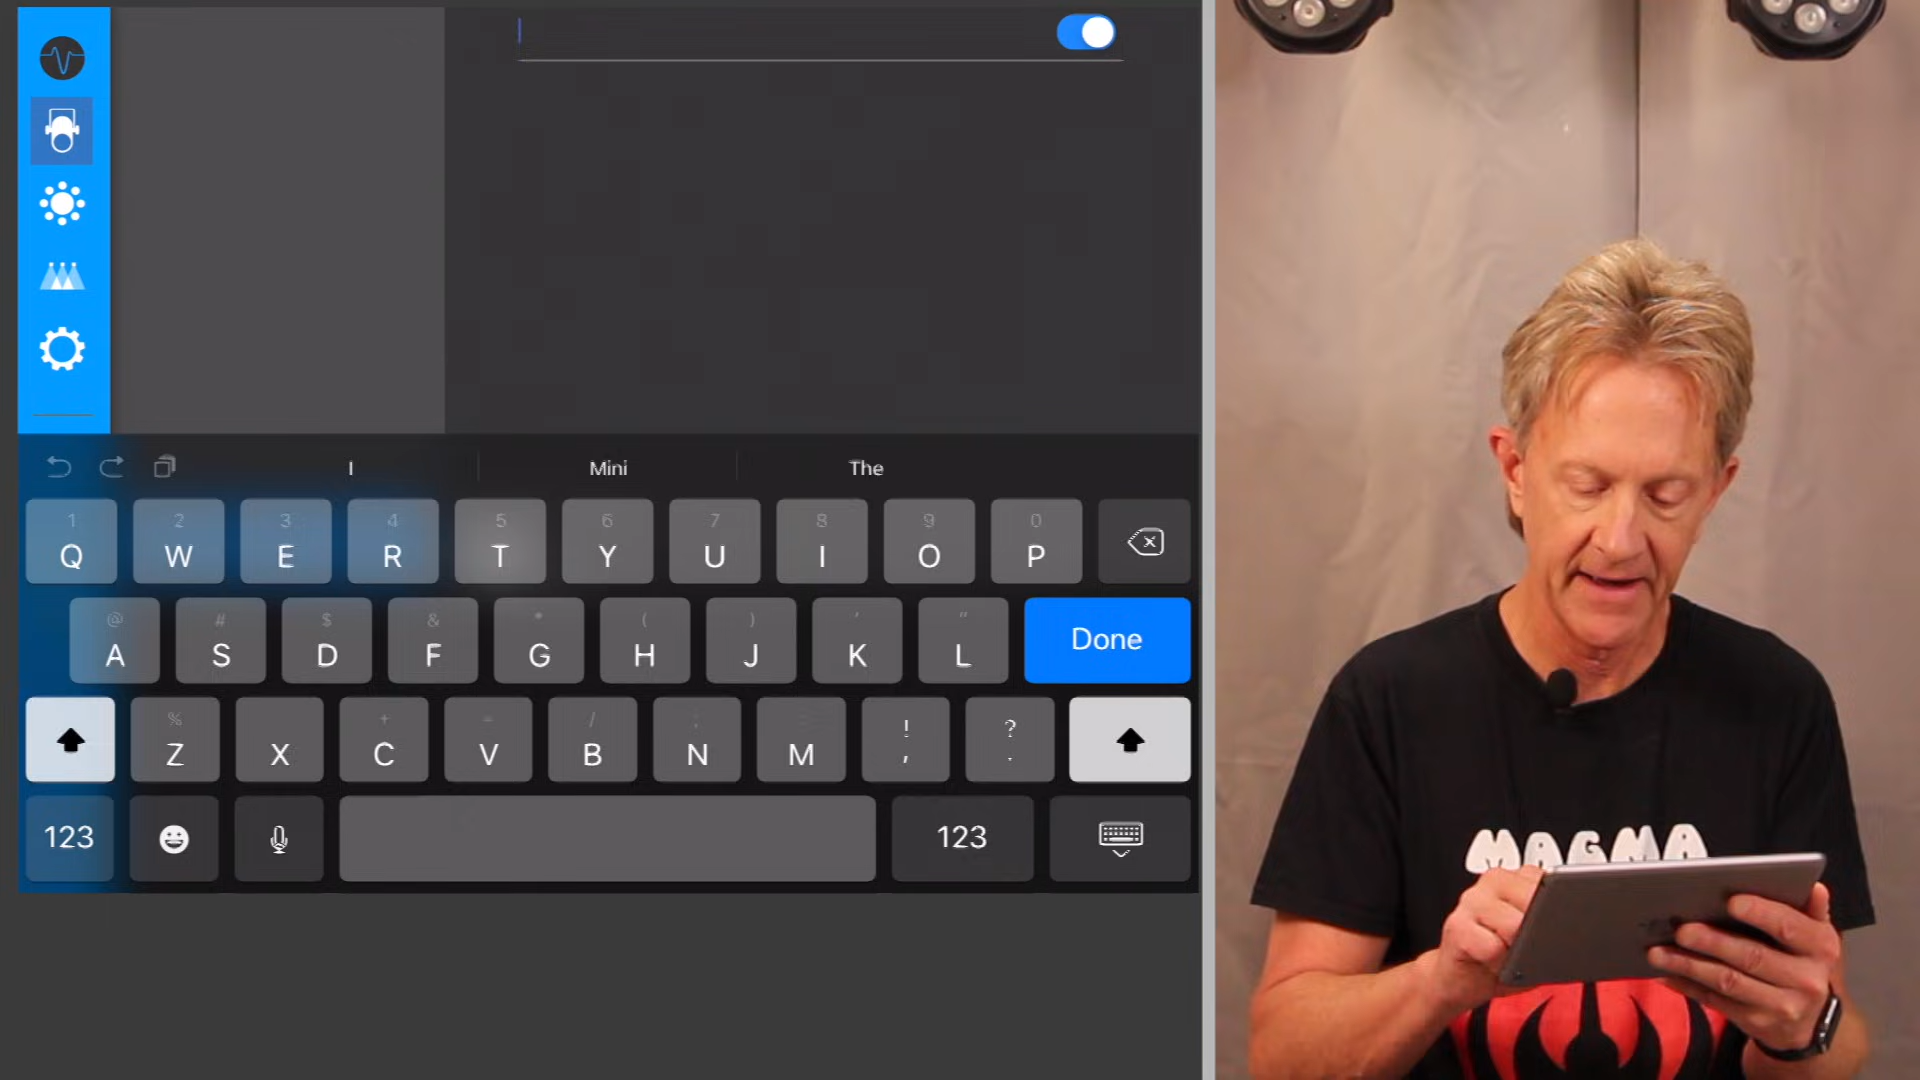 I Mini The
1 2 3 4 5 6 7 8 9 0
Q W E R T Y U I O P
@ # $ & * ( ) ' "
A S D F G H J K L Done
% + = / ; : ! ?
Z X C V B N M , .
123 123
MAGMA